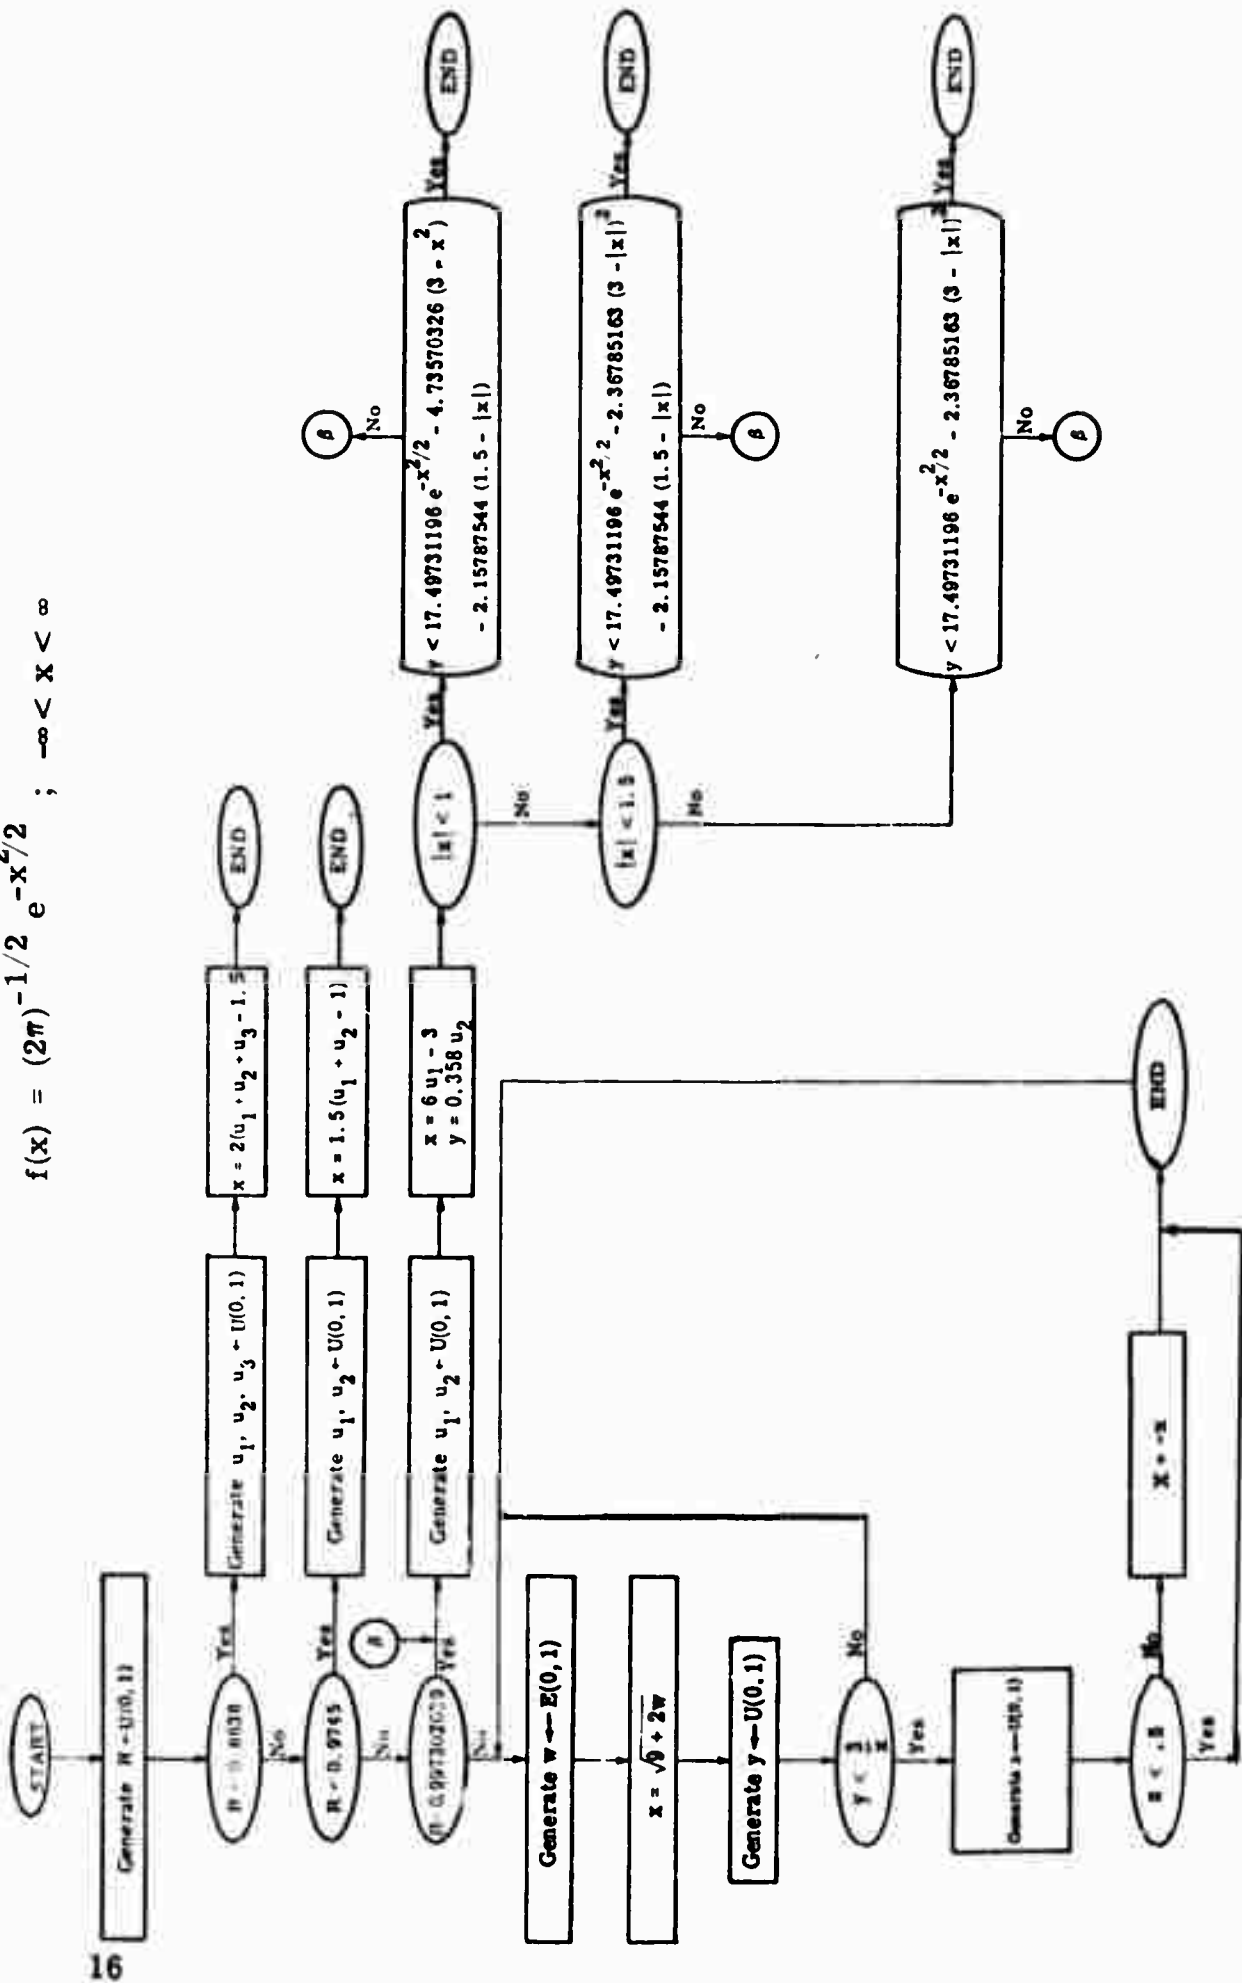 f(x) = (2π)^{-1/2} e^{-x²/2} ; -∞ < x < ∞
START
Generate R ← U(0, 1)
R <
Yes
Generate u₁, u₂, u₃ ← U(0, 1)
x = 2(u₁ + u₂ + u₃ - 1.5
END
No
R < 0.9745
Yes
Generate u₁, u₂ ← U(0, 1)
x = 1.5(u₁ + u₂ - 1)
END
No
β
Yes
Generate u₁, u₂ ← U(0, 1)
x = 6 u₁ - 3
y = 0.358 u₂
|x| < 1
Yes
y < 17.49731196 e^{-x²/2} - 4.73570326 (3 - x²)
- 2.15787544 (1.5 - |x|)
Yes
END
No
β
No
|x| < 1.5
Yes
y < 17.49731196 e^{-x²/2} - 2.36785163 (3 - |x|)²
- 2.15787544 (1.5 - |x|)
Yes
END
No
β
No
y < 17.49731196 e^{-x²/2} - 2.36785163 (3 - |x|)²
Yes
END
No
β
No
Generate w ← E(0, 1)
x = √9 + 2w
Generate y ← U(0, 1)
y < 3/x
No
Yes
Generate z ← U(0, 1)
z < .5
No
X = -x
END
Yes
16